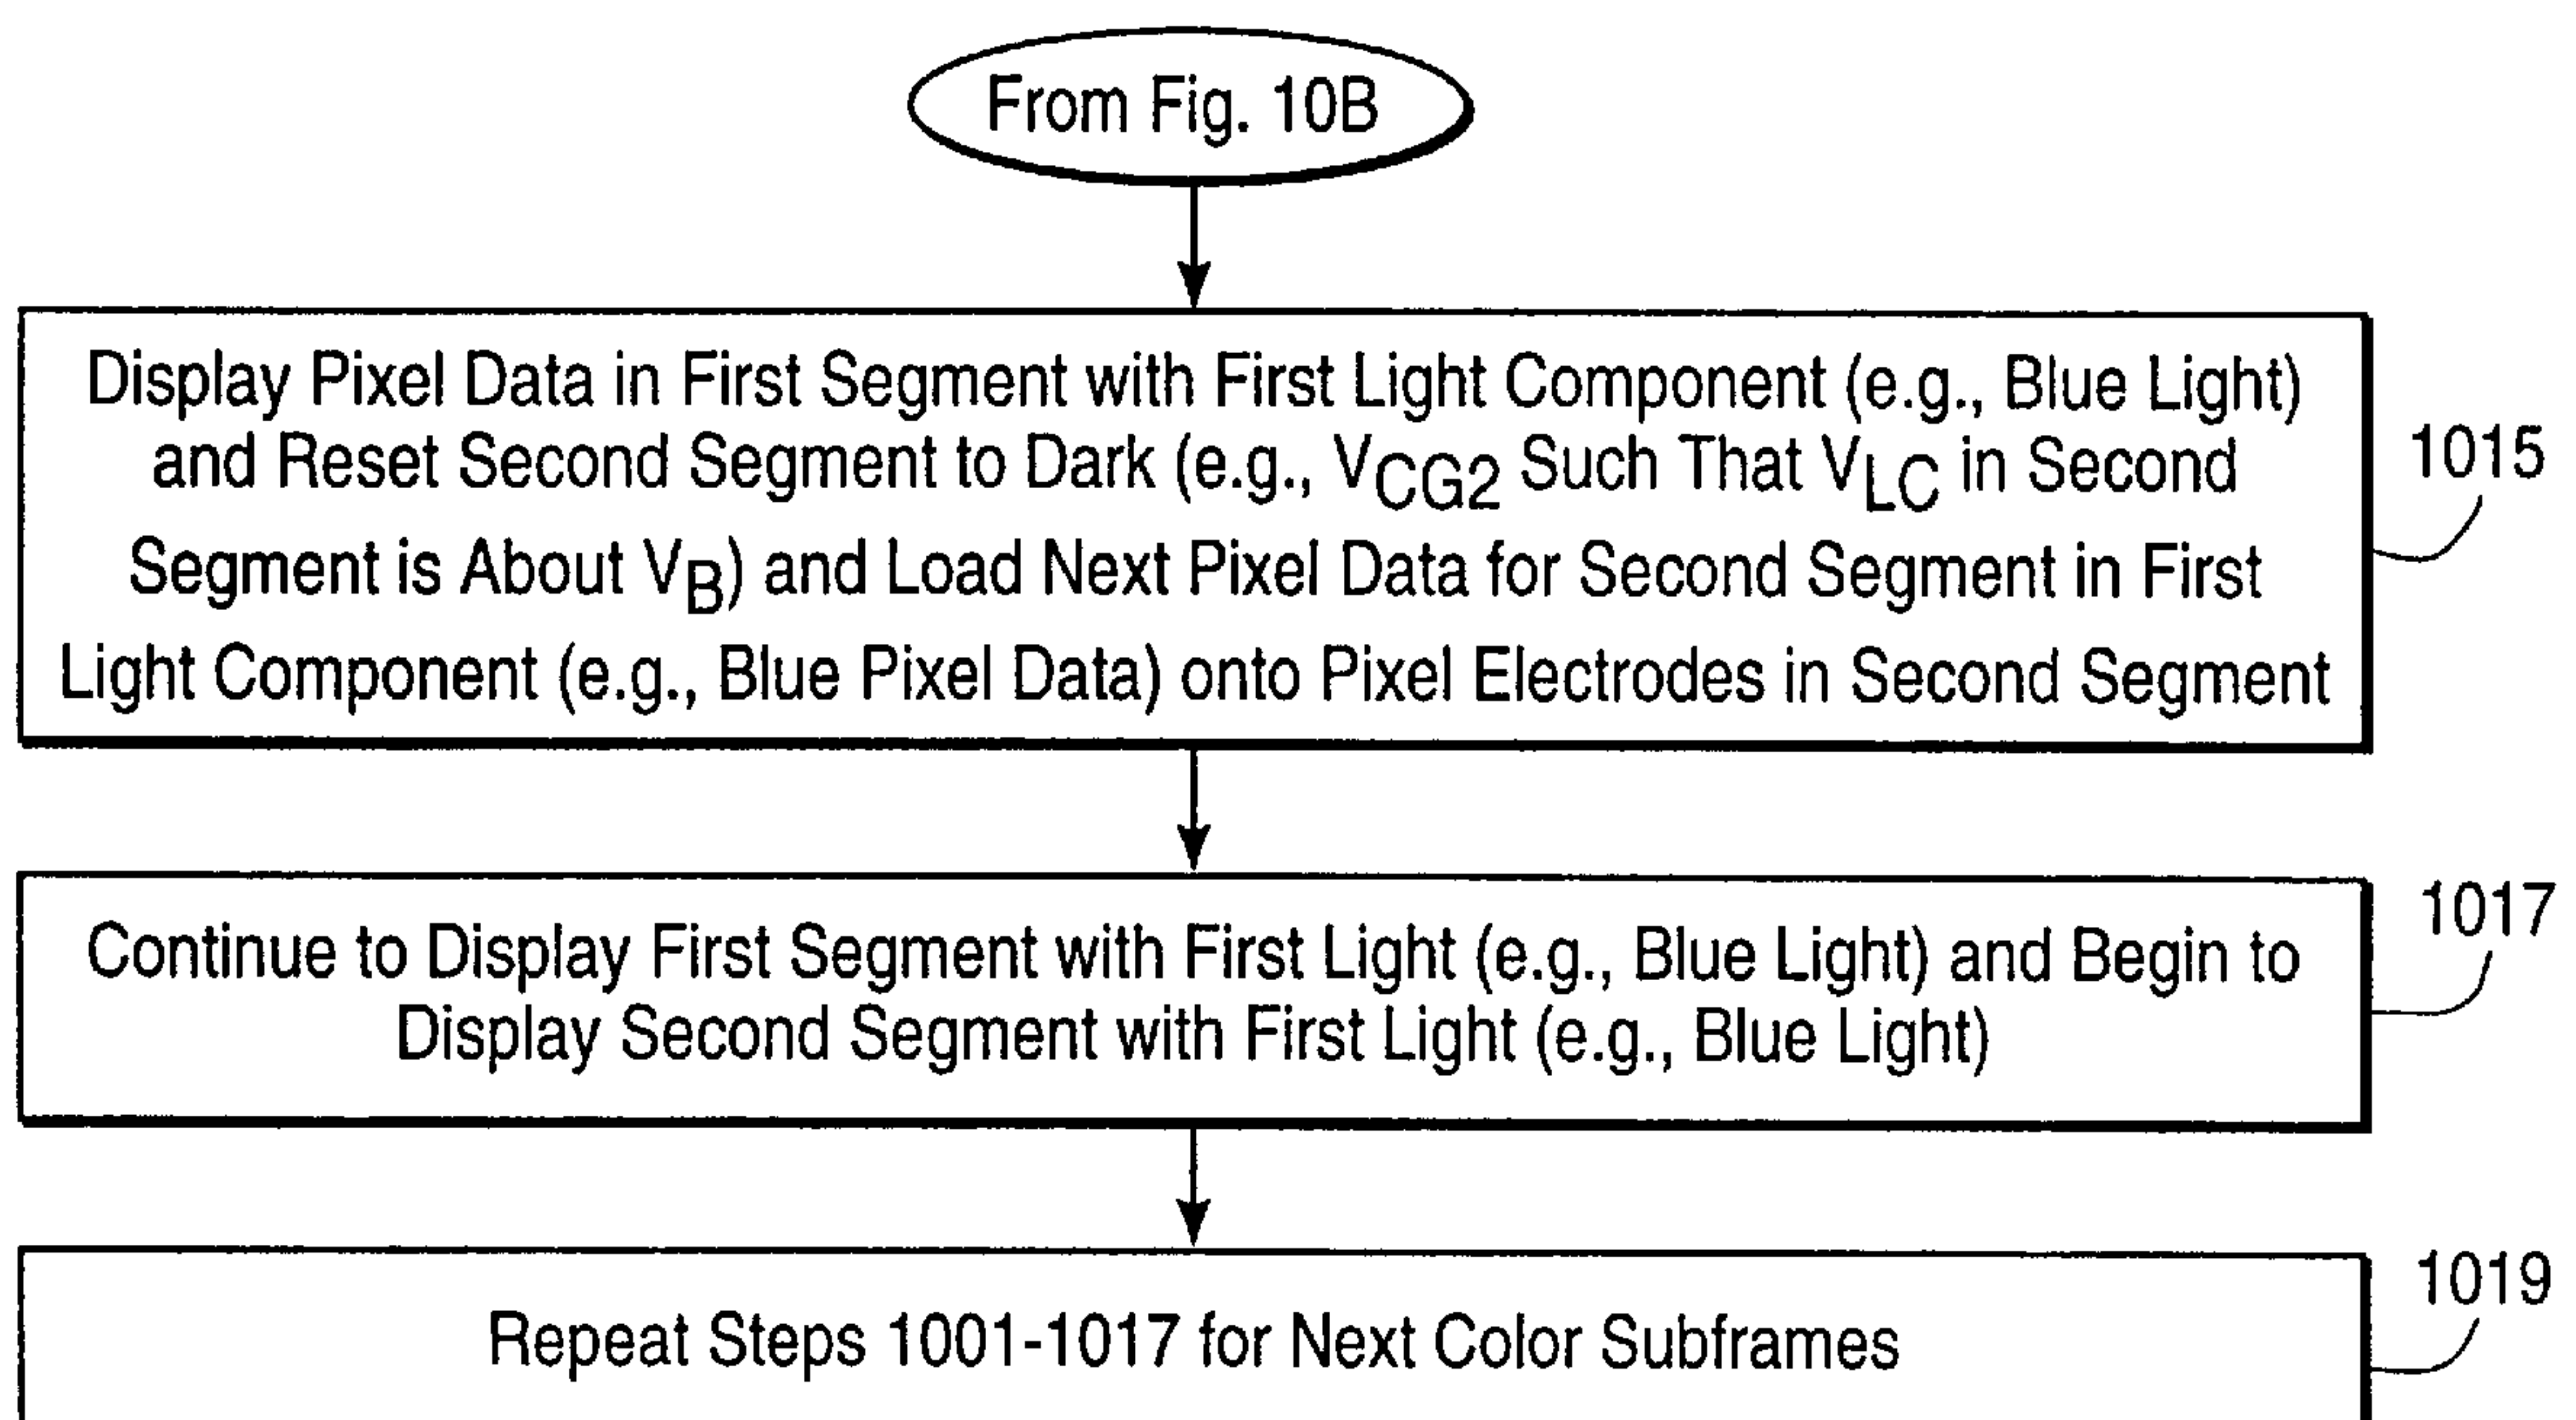 From Fig. 10B
Display Pixel Data in First Segment with First Light Component (e.g., Blue Light)
and Reset Second Segment to Dark (e.g., VCG2 Such That VLC in Second
Segment is About VB) and Load Next Pixel Data for Second Segment in First
Light Component (e.g., Blue Pixel Data) onto Pixel Electrodes in Second Segment
1015
Continue to Display First Segment with First Light (e.g., Blue Light) and Begin to
Display Second Segment with First Light (e.g., Blue Light)
1017
Repeat Steps 1001-1017 for Next Color Subframes
1019